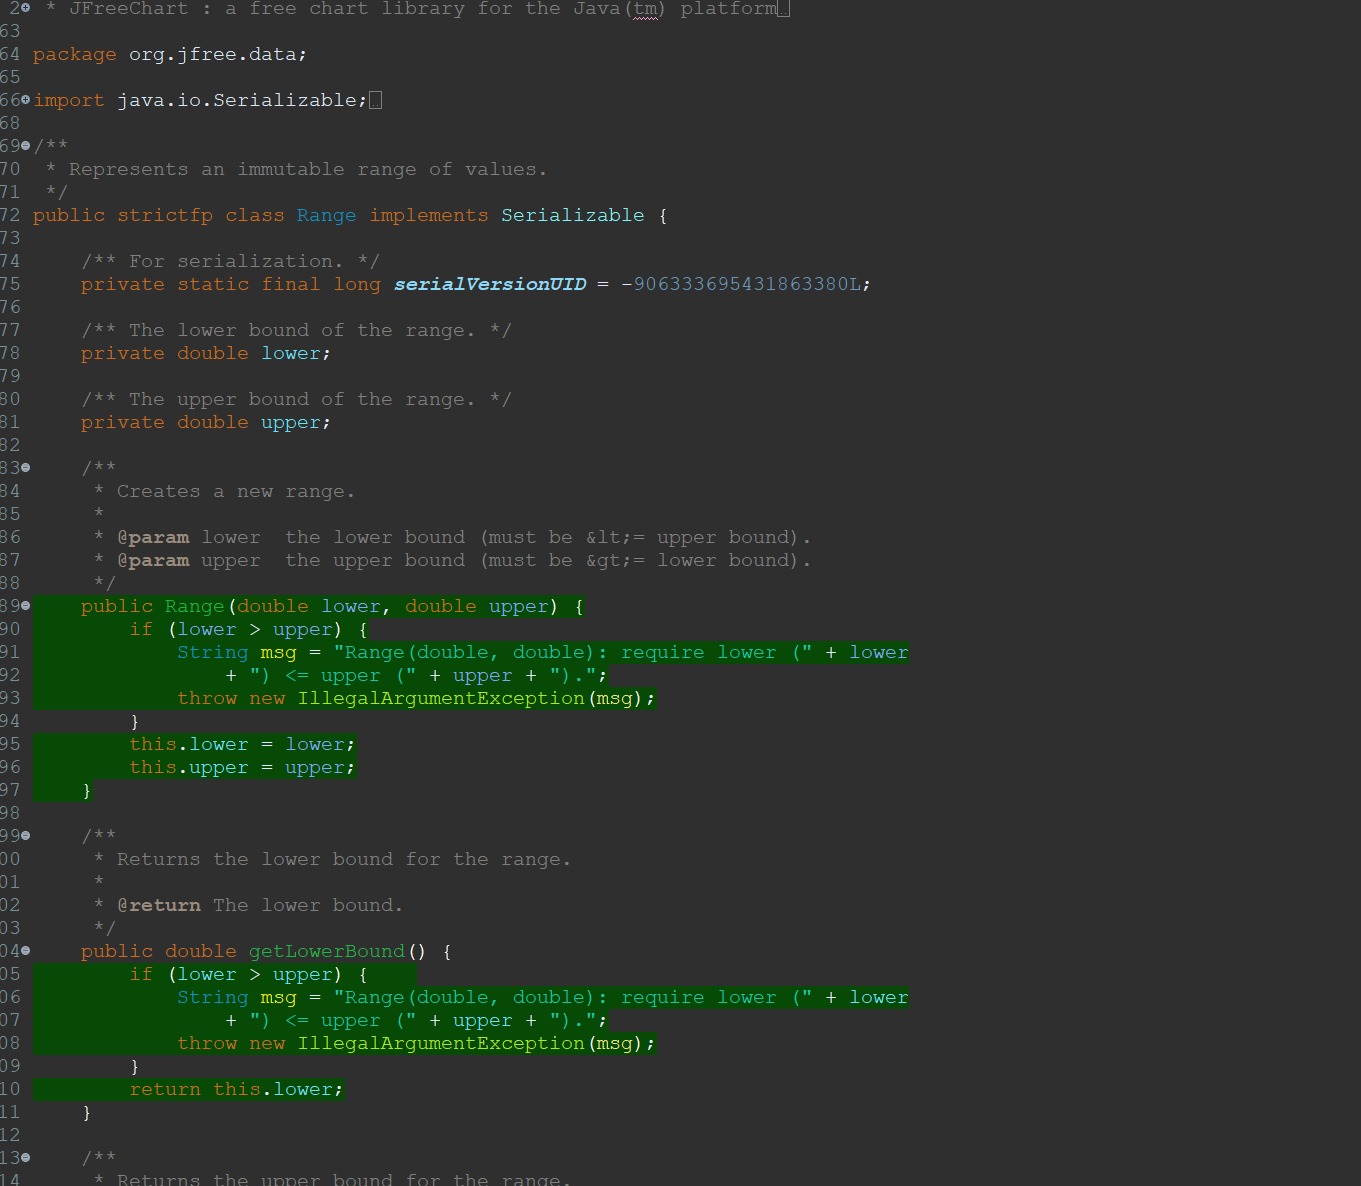 2 * JFreeChart : a free chart library for the Java(tm) platform
63
64 package org.jfree.data;
65
66 import java.io.Serializable;
68
69 /**
70 * Represents an immutable range of values.
71 */
72 public strictfp class Range implements Serializable {
73
74 /** For serialization. */
75 private static final long serialVersionUID = -906333695431863380L;
76
77 /** The lower bound of the range. */
78 private double lower;
79
80 /** The upper bound of the range. */
81 private double upper;
82
83 /**
84 * Creates a new range.
85 *
86 * @param lower  the lower bound (must be &lt;= upper bound).
87 * @param upper  the upper bound (must be &gt;= lower bound).
88 */
89 public Range(double lower, double upper) {
90 if (lower > upper) {
91 String msg = "Range(double, double): require lower (" + lower
92 + ") <= upper (" + upper + ").";
93 throw new IllegalArgumentException(msg);
94 }
95 this.lower = lower;
96 this.upper = upper;
97 }
98
99 /**
00 * Returns the lower bound for the range.
01 *
02 * @return The lower bound.
03 */
04 public double getLowerBound() {
05 if (lower > upper) {
06 String msg = "Range(double, double): require lower (" + lower
07 + ") <= upper (" + upper + ").";
08 throw new IllegalArgumentException(msg);
09 }
10 return this.lower;
11 }
12
13 /**
14 * Returns the upper bound for the range.